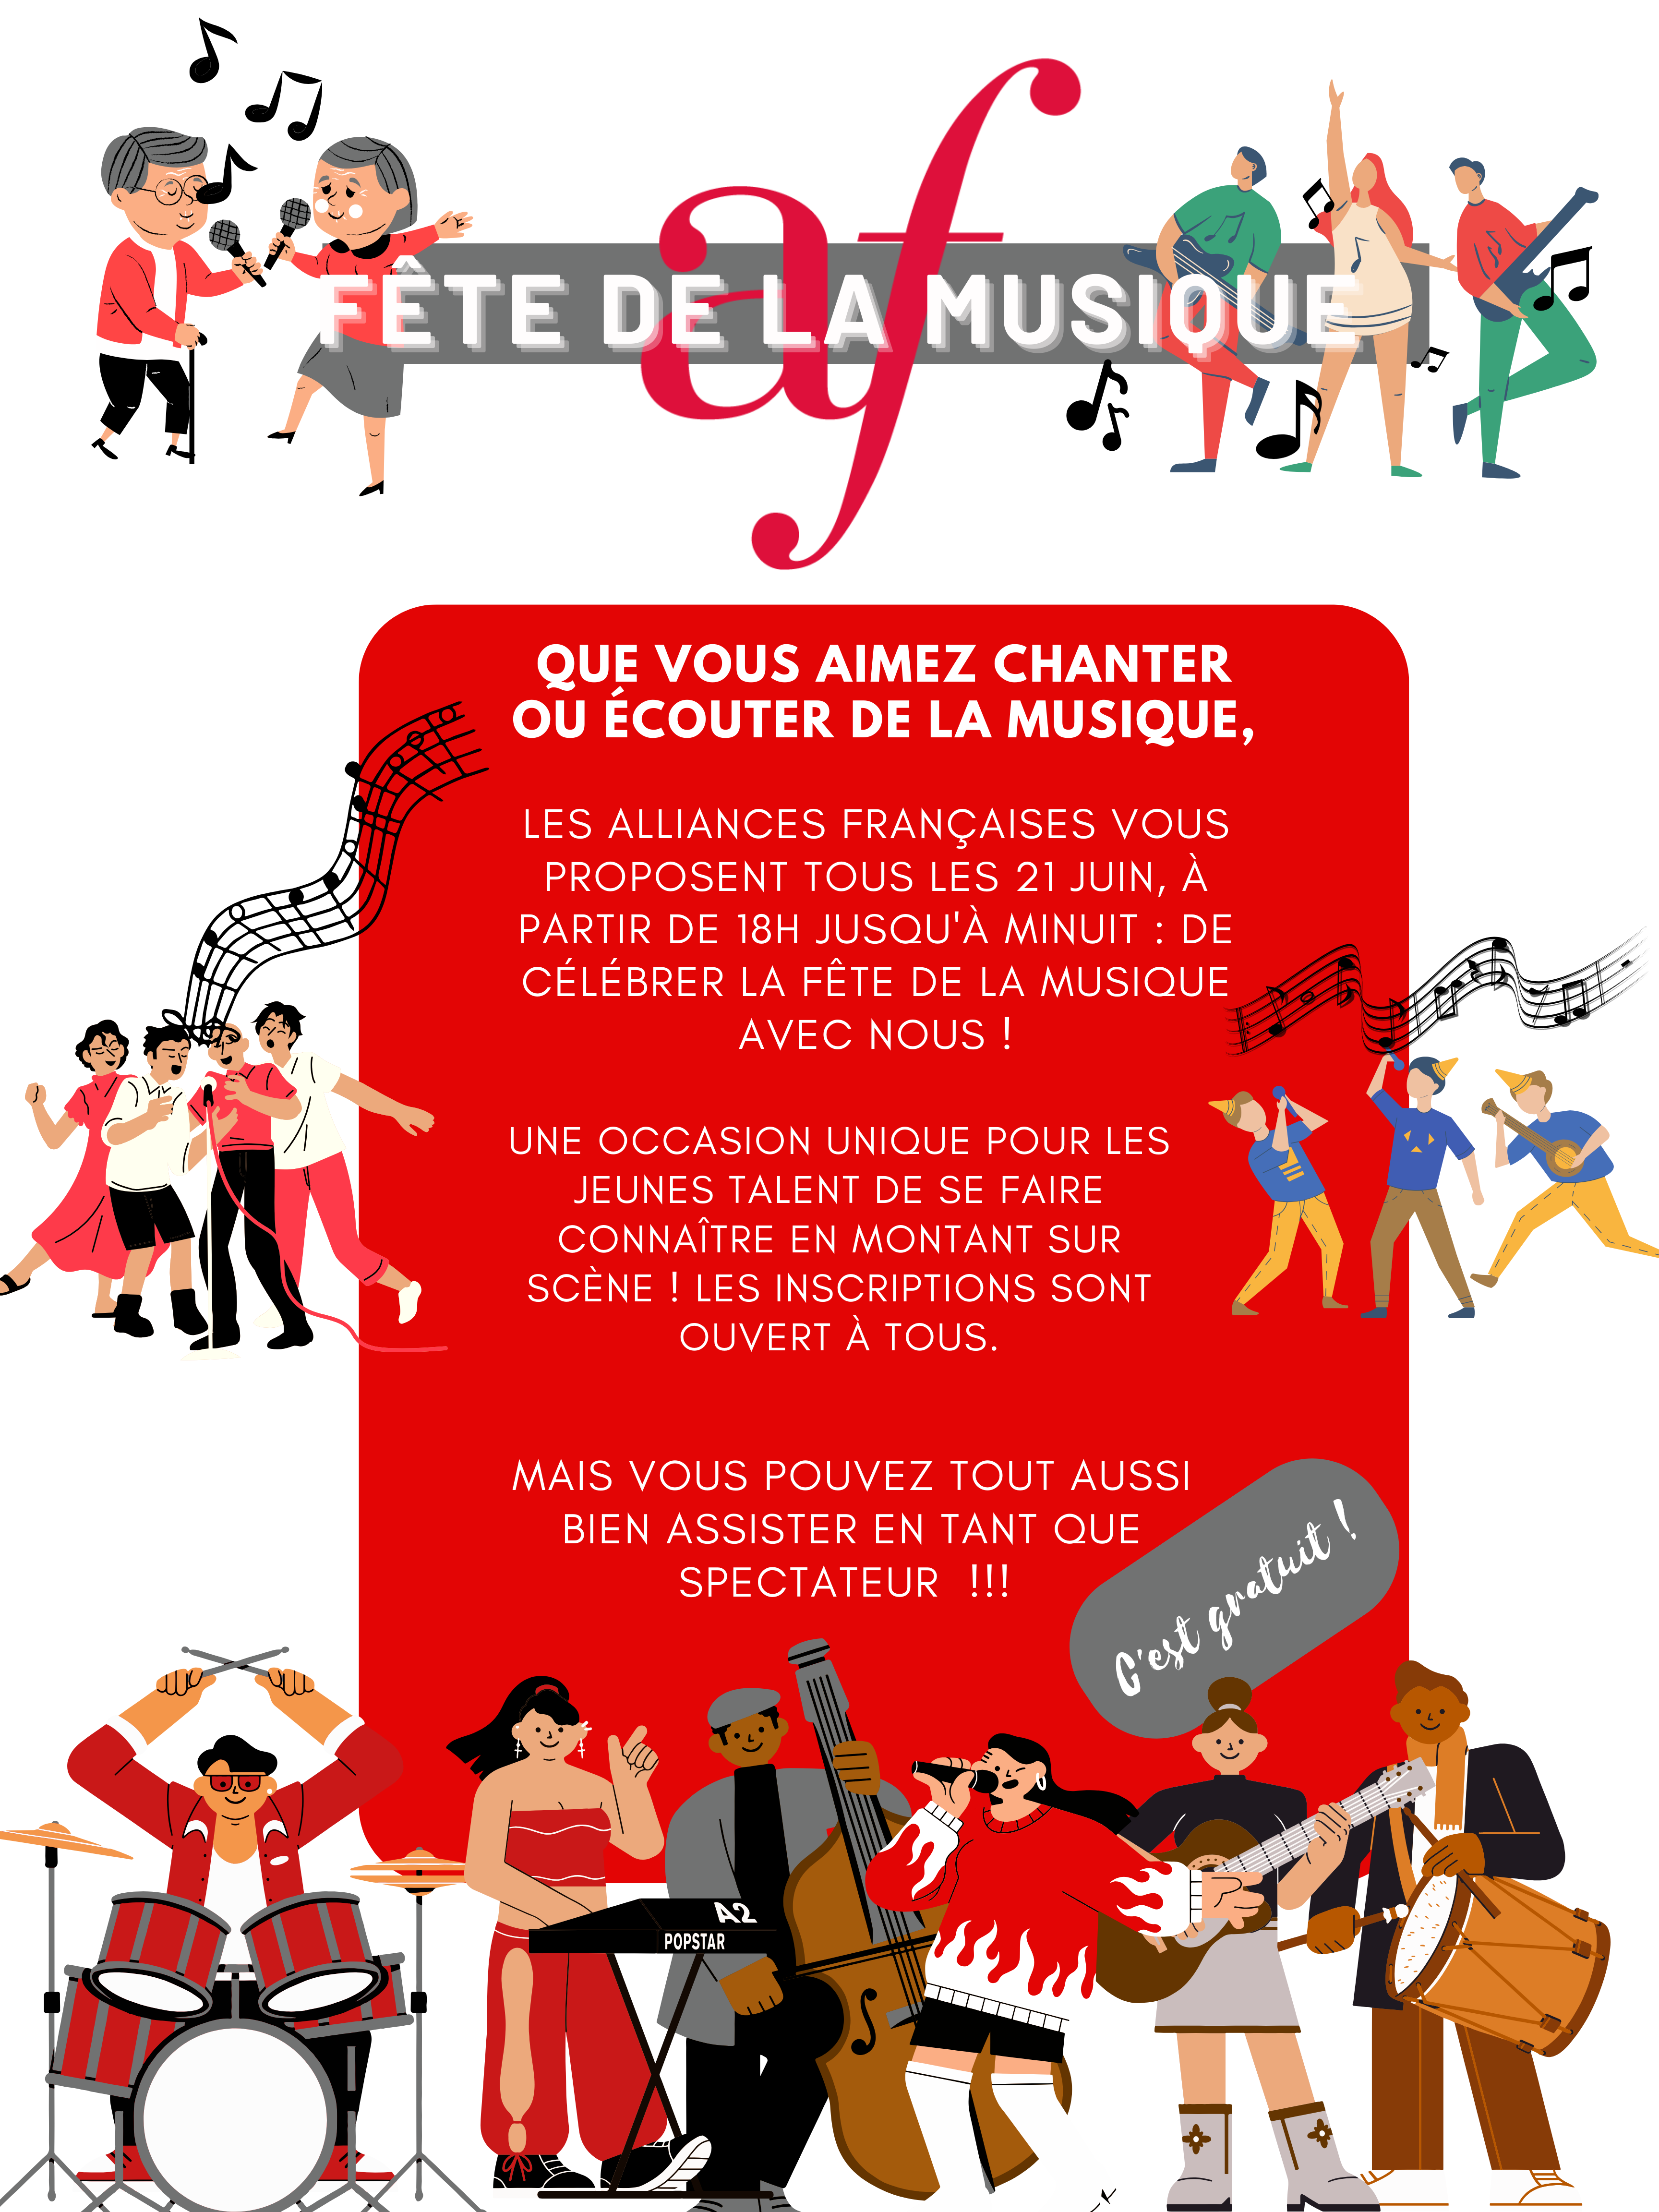 af
FÊTE DE LA MUSIQUE
QUE VOUS AIMEZ CHANTER
OU ÉCOUTER DE LA MUSIQUE,
LES ALLIANCES FRANÇAISES VOUS
PROPOSENT TOUS LES 21 JUIN, À
PARTIR DE 18H JUSQU'À MINUIT : DE
CÉLÉBRER LA FÊTE DE LA MUSIQUE
AVEC NOUS !
UNE OCCASION UNIQUE POUR LES
JEUNES TALENT DE SE FAIRE
CONNAÎTRE EN MONTANT SUR
SCÈNE ! LES INSCRIPTIONS SONT
OUVERT À TOUS.
MAIS VOUS POUVEZ TOUT AUSSI
BIEN ASSISTER EN TANT QUE
SPECTATEUR !!!
C'est gratuit !
A2
POPSTAR